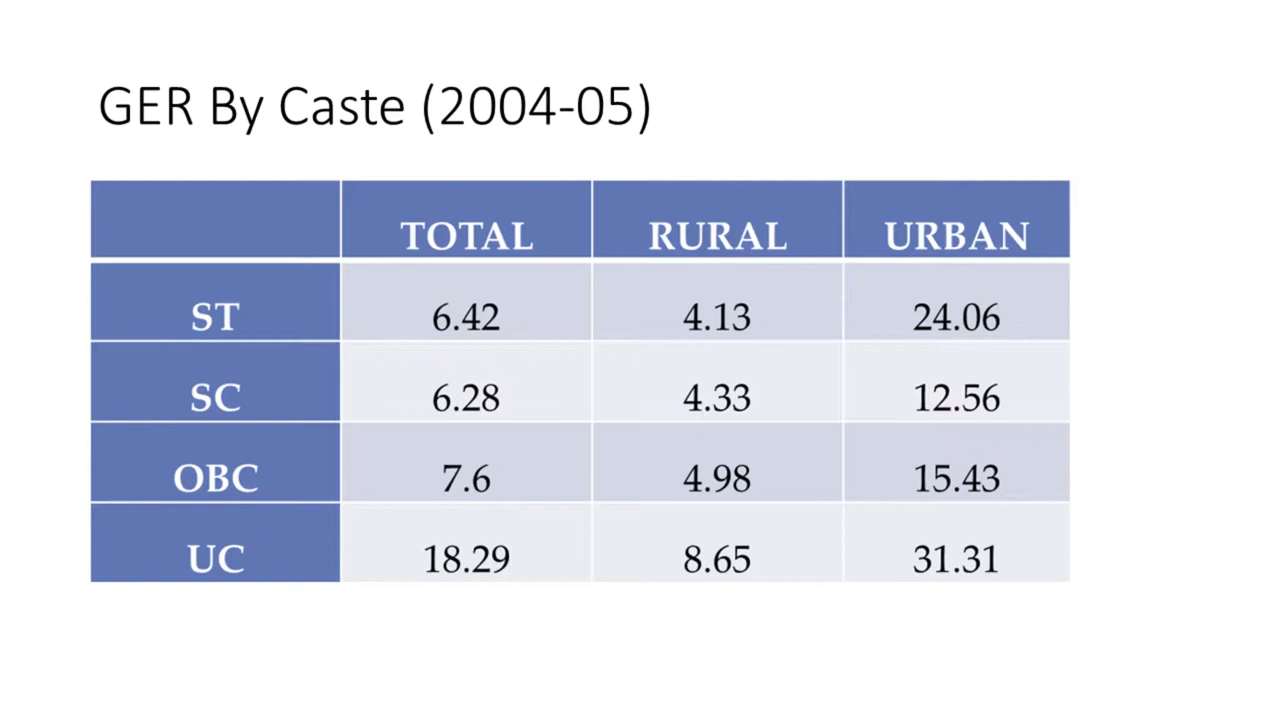 GER By Caste (2004-05)
TOTAL RURAL URBAN
ST 6.42 4.13 24.06
SC 6.28 4.33 12.56
OBC 7.6 4.98 15.43
UC 18.29 8.65 31.31